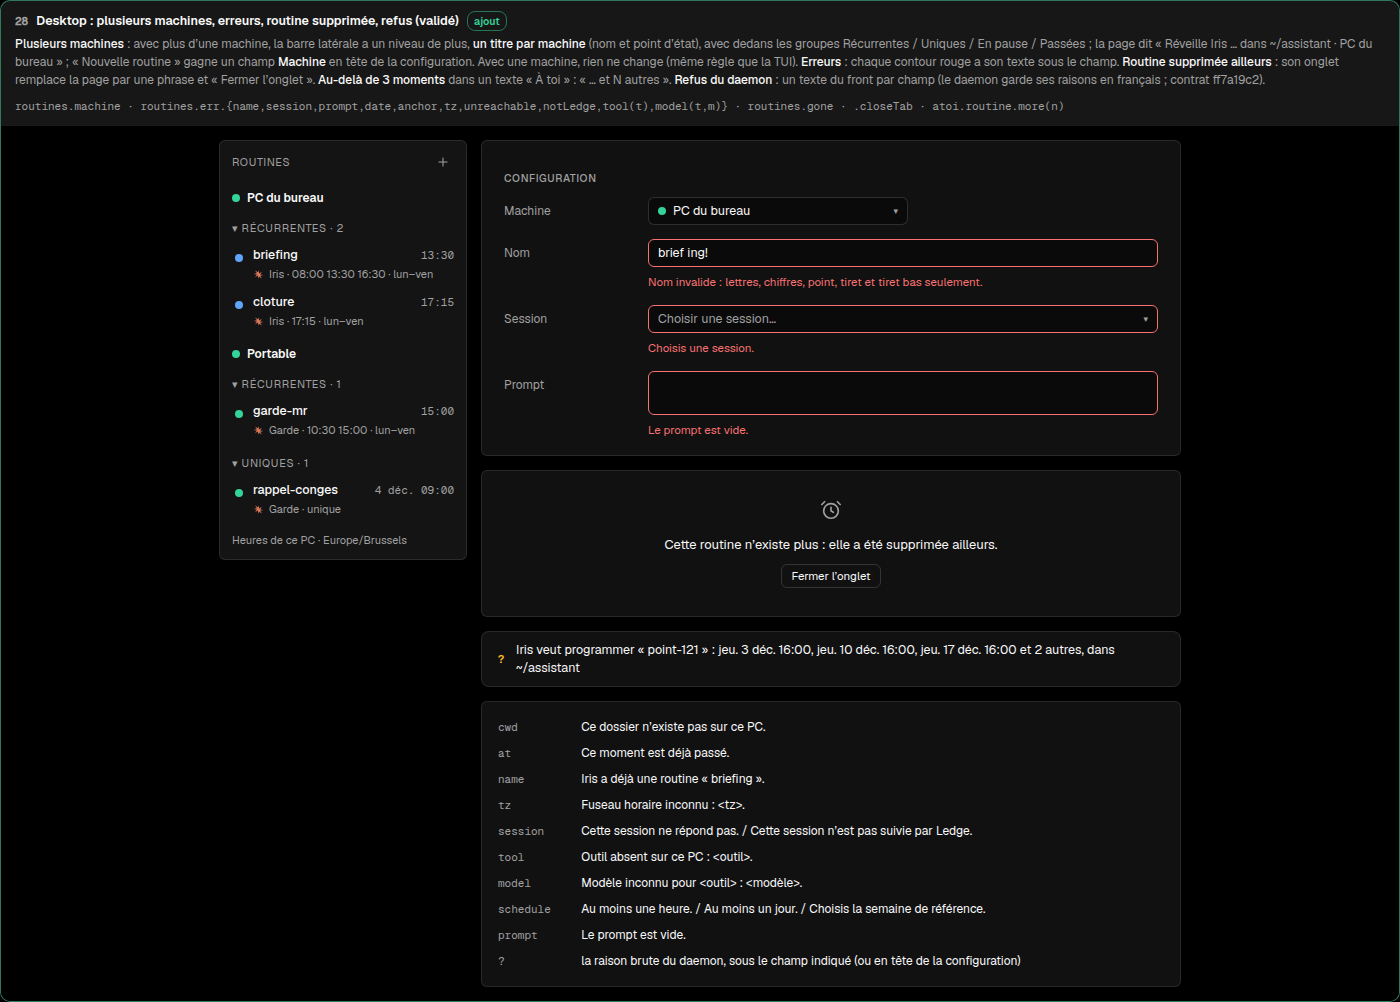 28 Desktop : plusieurs machines, erreurs, routine supprimée, refus (validé) ajout
Plusieurs machines : avec plus d'une machine, la barre latérale a un niveau de plus, un titre par machine (nom et point d'état), avec dedans les groupes Récurrentes / Uniques / En pause / Passées ; la page dit « Réveille Iris … dans ~/assistant · PC du
bureau » ; « Nouvelle routine » gagne un champ Machine en tête de la configuration. Avec une machine, rien ne change (même règle que la TUI). Erreurs : chaque contour rouge a son texte sous le champ. Routine supprimée ailleurs : son onglet
remplace la page par une phrase et « Fermer l'onglet ». Au-delà de 3 moments dans un texte « À toi » : « … et N autres ». Refus du daemon : un texte du front par champ (le daemon garde ses raisons en français ; contrat ff7a19c2).
routines.machine · routines.err.{name,session,prompt,date,anchor,tz,unreachable,notLedge,tool(t),model(t,m)} · routines.gone · .closeTab · atoi.routine.more(n)
ROUTINES +
PC du bureau
▾ RÉCURRENTES · 2
briefing 13:30
Iris · 08:00 13:30 16:30 · lun–ven
cloture 17:15
Iris · 17:15 · lun–ven
Portable
▾ RÉCURRENTES · 1
garde-mr 15:00
Garde · 10:30 15:00 · lun–ven
▾ UNIQUES · 1
rappel-conges 4 déc. 09:00
Garde · unique
Heures de ce PC · Europe/Brussels
CONFIGURATION
Machine PC du bureau ▾
Nom brief ing!
Nom invalide : lettres, chiffres, point, tiret et tiret bas seulement.
Session Choisir une session… ▾
Choisis une session.
Prompt
Le prompt est vide.
Cette routine n'existe plus : elle a été supprimée ailleurs.
Fermer l'onglet
? Iris veut programmer « point-121 » : jeu. 3 déc. 16:00, jeu. 10 déc. 16:00, jeu. 17 déc. 16:00 et 2 autres, dans
~/assistant
cwd Ce dossier n'existe pas sur ce PC.
at Ce moment est déjà passé.
name Iris a déjà une routine « briefing ».
tz Fuseau horaire inconnu : <tz>.
session Cette session ne répond pas. / Cette session n'est pas suivie par Ledge.
tool Outil absent sur ce PC : <outil>.
model Modèle inconnu pour <outil> : <modèle>.
schedule Au moins une heure. / Au moins un jour. / Choisis la semaine de référence.
prompt Le prompt est vide.
? la raison brute du daemon, sous le champ indiqué (ou en tête de la configuration)